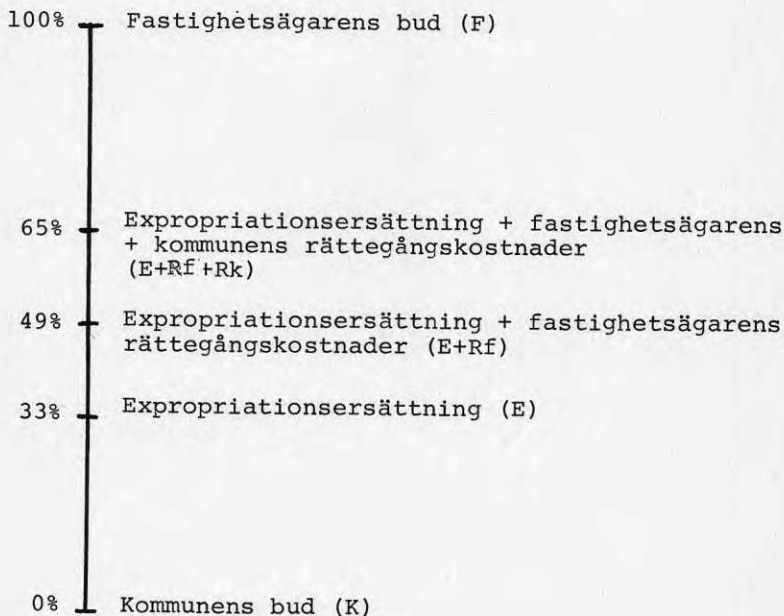 100% Fastighetsägarens bud (F)
65% Expropriationsersättning + fastighetsägarens
+ kommunens rättegångskostnader
(E+Rf+Rk)
49% Expropriationsersättning + fastighetsägarens
rättegångskostnader (E+Rf)
33% Expropriationsersättning (E)
0% Kommunens bud (K)